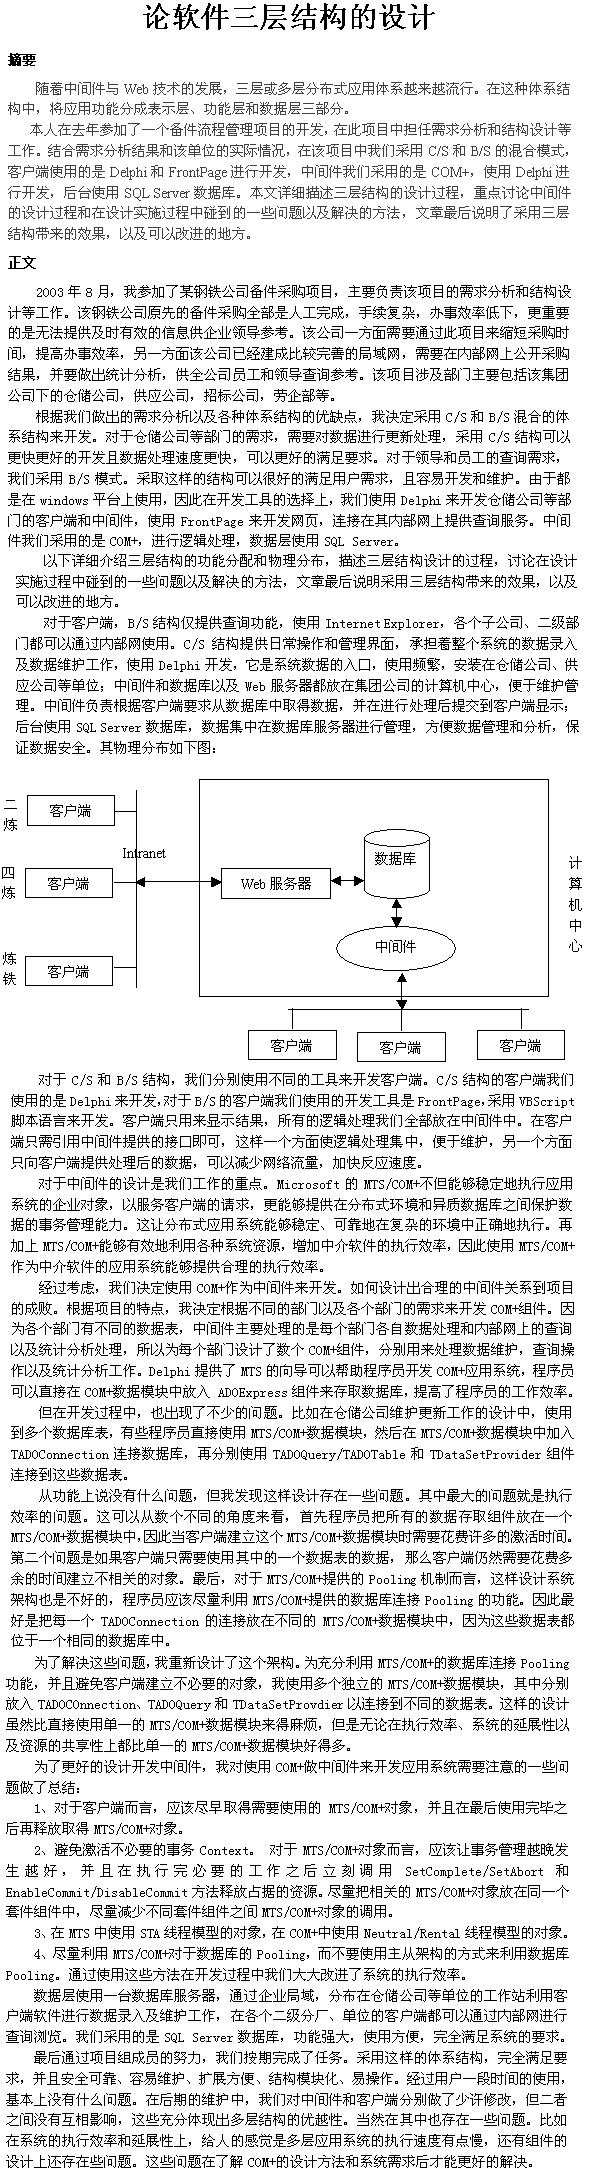 论软件三层结构的设计
摘要
随着中间件与 Web 技术的发展，三层或多层分布式应用体系越来越流行。在这种体系结
构中，将应用功能分成表示层、功能层和数据层三部分。
本人在去年参加了一个备件流程管理项目的开发，在此项目中担任需求分析和结构设计等
工作。结合需求分析结果和该单位的实际情况，在该项目中我们采用 C/S 和 B/S 的混合模式，
客户端使用的是 Delphi 和 FrontPage 进行开发，中间件我们采用的是 COM+，使用 Delphi 进
行开发，后台使用 SQL Server 数据库。本文详细描述三层结构的设计过程，重点讨论中间件
的设计过程和在设计实施过程中碰到的一些问题以及解决的方法，文章最后说明了采用三层
结构带来的效果，以及可以改进的地方。
正文
2003 年 8 月，我参加了某钢铁公司备件采购项目，主要负责该项目的需求分析和结构设
计等工作。该钢铁公司原先的备件采购全部是人工完成，手续复杂，办事效率低下，更重要
的是无法提供及时有效的信息供企业领导参考。该公司一方面需要通过此项目来缩短采购时
间，提高办事效率，另一方面该公司已经建成比较完善的局域网，需要在内部网上公开采购
结果，并要做出统计分析，供全公司员工和领导查询参考。该项目涉及部门主要包括该集团
公司下的仓储公司，供应公司，招标公司，劳企部等。
根据我们做出的需求分析以及各种体系结构的优缺点，我决定采用 C/S 和 B/S 混合的体
系结构来开发。对于仓储公司等部门的需求，需要对数据进行更新处理，采用 C/S 结构可以
更快更好的开发且数据处理速度更快，可以更好的满足要求。对于领导和员工的查询需求，
我们采用 B/S 模式。采取这样的结构可以很好的满足用户需求，且容易开发和维护。由于都
是在 windows 平台上使用，因此在开发工具的选择上，我们使用 Delphi 来开发仓储公司等部
门的客户端和中间件，使用 FrontPage 来开发网页，连接在其内部网上提供查询服务。中间
件我们采用的是 COM+，进行逻辑处理，数据层使用 SQL Server。
以下详细介绍三层结构的功能分配和物理分布，描述三层结构设计的过程，讨论在设计
实施过程中碰到的一些问题以及解决的方法，文章最后说明采用三层结构带来的效果，以及
可以改进的地方。
对于客户端，B/S 结构仅提供查询功能，使用 Internet Explorer，各个子公司、二级部
门都可以通过内部网使用。C/S 结构提供日常操作和管理界面，承担着整个系统的数据录入
及数据维护工作，使用 Delphi 开发，它是系统数据的入口，使用频繁，安装在仓储公司、供
应公司等单位；中间件和数据库以及 Web 服务器都放在集团公司的计算机中心，便于维护管
理。中间件负责根据客户端要求从数据库中取得数据，并在进行处理后提交到客户端显示；
后台使用 SQL Server 数据库，数据集中在数据库服务器进行管理，方便数据管理和分析，保
证数据安全。其物理分布如下图：
二炼
客户端
Intranet
四炼
客户端
炼铁
客户端
Web 服务器
数据库
中间件
计算机中心
客户端
客户端
客户端
对于 C/S 和 B/S 结构，我们分别使用不同的工具来开发客户端。C/S 结构的客户端我们
使用的是 Delphi 来开发，对于 B/S 的客户端我们使用的开发工具是 FrontPage，采用 VBScript
脚本语言来开发。客户端只用来显示结果，所有的逻辑处理我们全部放在中间件中。在客户
端只需引用中间件提供的接口即可，这样一个方面使逻辑处理集中，便于维护，另一个方面
只向客户端提供处理后的数据，可以减少网络流量，加快反应速度。
对于中间件的设计是我们工作的重点。Microsoft 的 MTS/COM+不但能够稳定地执行应用
系统的企业对象，以服务客户端的请求，更能够提供在分布式环境和异质数据库之间保护数
据的事务管理能力。这让分布式应用系统能够稳定、可靠地在复杂的环境中正确地执行。再
加上 MTS/COM+能够有效地利用各种系统资源，增加中介软件的执行效率，因此使用 MTS/COM+
作为中介软件的应用系统能够提供合理的执行效率。
经过考虑，我们决定使用 COM+作为中间件来开发。如何设计出合理的中间件关系到项目
的成败。根据项目的特点，我决定根据不同的部门以及各个部门的需求来开发 COM+组件。因
为各个部门有不同的数据表，中间件主要处理的是每个部门各自数据处理和内部网上的查询
以及统计分析处理，所以为每个部门设计了数个 COM+组件，分别用来处理数据维护，查询操
作以及统计分析工作。Delphi 提供了 MTS 的向导可以帮助程序员开发 COM+应用系统，程序员
可以直接在 COM+数据模块中放入 ADOExpress 组件来存取数据库，提高了程序员的工作效率。
但在开发过程中，也出现了不少的问题。比如在仓储公司维护更新工作的设计中，使用
到多个数据库表，有些程序员直接使用 MTS/COM+数据模块，然后在 MTS/COM+数据模块中加入
TADOConnection 连接数据库，再分别使用 TADOQuery/TADOTable 和 TDataSetProvider 组件
连接到这些数据表。
从功能上说没有什么问题，但我发现这样设计存在一些问题。其中最大的问题就是执行
效率的问题。这可以从数个不同的角度来看，首先程序员把所有的数据存取组件放在一个
MTS/COM+数据模块中，因此当客户端建立这个 MTS/COM+数据模块时需要花费许多的激活时间。
第二个问题是如果客户端只需要使用其中的一个数据表的数据，那么客户端仍然需要花费多
余的时间建立不相关的对象。最后，对于 MTS/COM+提供的 Pooling 机制而言，这样设计系统
架构也是不好的，程序员应该尽量利用 MTS/COM+提供的数据库连接 Pooling 的功能。因此最
好是把每一个 TADOConnection 的连接放在不同的 MTS/COM+数据模块中，因为这些数据表都
位于一个相同的数据库中。
为了解决这些问题，我重新设计了这个架构。为充分利用 MTS/COM+的数据库连接 Pooling
功能，并且避免客户端建立不必要的对象，我使用多个独立的 MTS/COM+数据模块，其中分别
放入 TADOCOnnection、TADOQuery 和 TDataSetProvdier 以连接到不同的数据表。这样的设计
虽然比直接使用单一的 MTS/COM+数据模块来得麻烦，但是无论在执行效率、系统的延展性以
及资源的共享性上都比单一的 MTS/COM+数据模块好得多。
为了更好的设计开发中间件，我对使用 COM+做中间件来开发应用系统需要注意的一些问
题做了总结：
1、对于客户端而言，应该尽早取得需要使用的 MTS/COM+对象，并且在最后使用完毕之
后再释放取得 MTS/COM+对象。
2、避免激活不必要的事务 Context。 对于 MTS/COM+对象而言，应该让事务管理越晚发
生越好，并且在执行完必要的工作之后立刻调用 SetComplete/SetAbort 和
EnableCommit/DisableCommit 方法释放占据的资源。尽量把相关的 MTS/COM+对象放在同一个
套件组件中，尽量减少不同套件组件之间 MTS/COM+对象的调用。
3、在 MTS 中使用 STA 线程模型的对象，在 COM+中使用 Neutral/Rental 线程模型的对象。
4、尽量利用 MTS/COM+对于数据库的 Pooling，而不要使用主从架构的方式来利用数据库
Pooling。通过使用这些方法在开发过程中我们大大改进了系统的执行效率。
数据层使用一台数据库服务器，通过企业局域，分布在仓储公司等单位的工作站利用客
户端软件进行数据录入及维护工作，在各个二级分厂、单位的客户端都可以通过内部网进行
查询浏览。我们采用的是 SQL Server 数据库，功能强大，使用方便，完全满足系统的要求。
最后通过项目组成员的努力，我们按期完成了任务。采用这样的体系结构，完全满足要
求，并且安全可靠、容易维护、扩展方便、结构模块化、易操作。经过用户一段时间的使用，
基本上没有什么问题。在后期的维护中，我们对中间件和客户端分别做了少许修改，但二者
之间没有互相影响，这些充分体现出多层结构的优越性。当然在其中也存在一些问题。比如
在系统的执行效率和延展性上，给人的感觉是多层应用系统的执行速度有点慢，还有组件的
设计上还存在些问题。这些问题在了解 COM+的设计方法和系统需求后才能更好的解决。